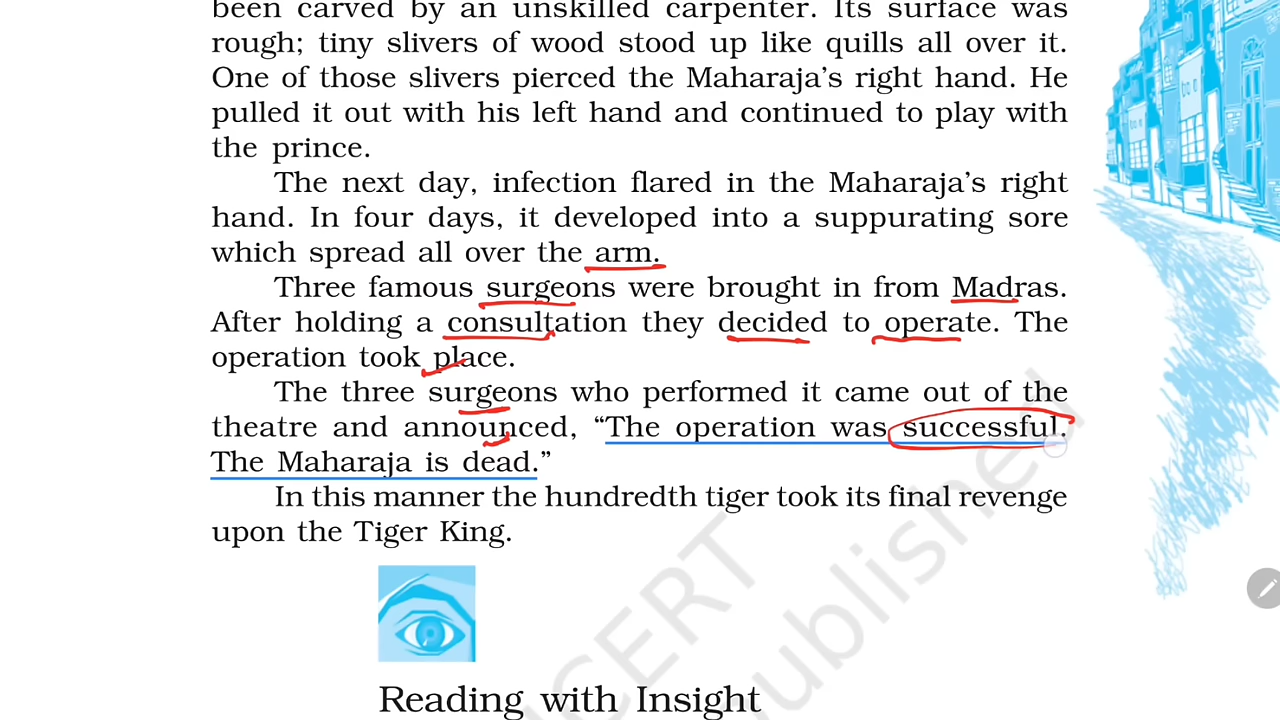 been carved by an unskilled carpenter. Its surface was
rough; tiny slivers of wood stood up like quills all over it.
One of those slivers pierced the Maharaja's right hand. He
pulled it out with his left hand and continued to play with
the prince.
The next day, infection flared in the Maharaja's right
hand. In four days, it developed into a suppurating sore
which spread all over the arm.
Three famous surgeons were brought in from Madras.
After holding a consultation they decided to operate. The
operation took place.
The three surgeons who performed it came out of the
theatre and announced, “The operation was successful.
The Maharaja is dead.”
In this manner the hundredth tiger took its final revenge
upon the Tiger King.
Reading with Insight
NCERT